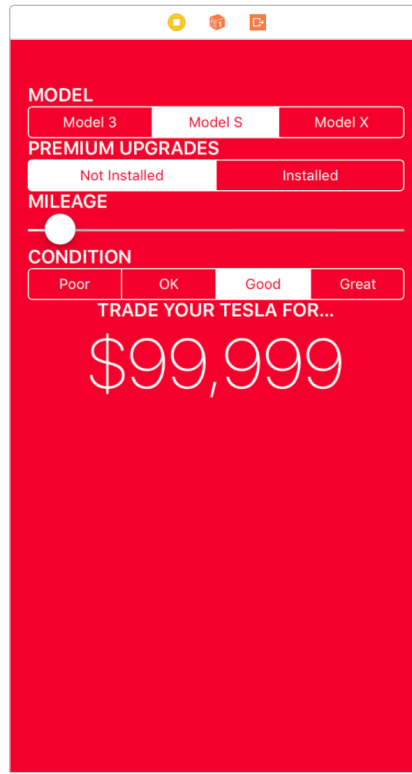 MODEL
Model 3 Model S Model X
PREMIUM UPGRADES
Not Installed Installed
MILEAGE
CONDITION
Poor OK Good Great
TRADE YOUR TESLA FOR...
$99,999